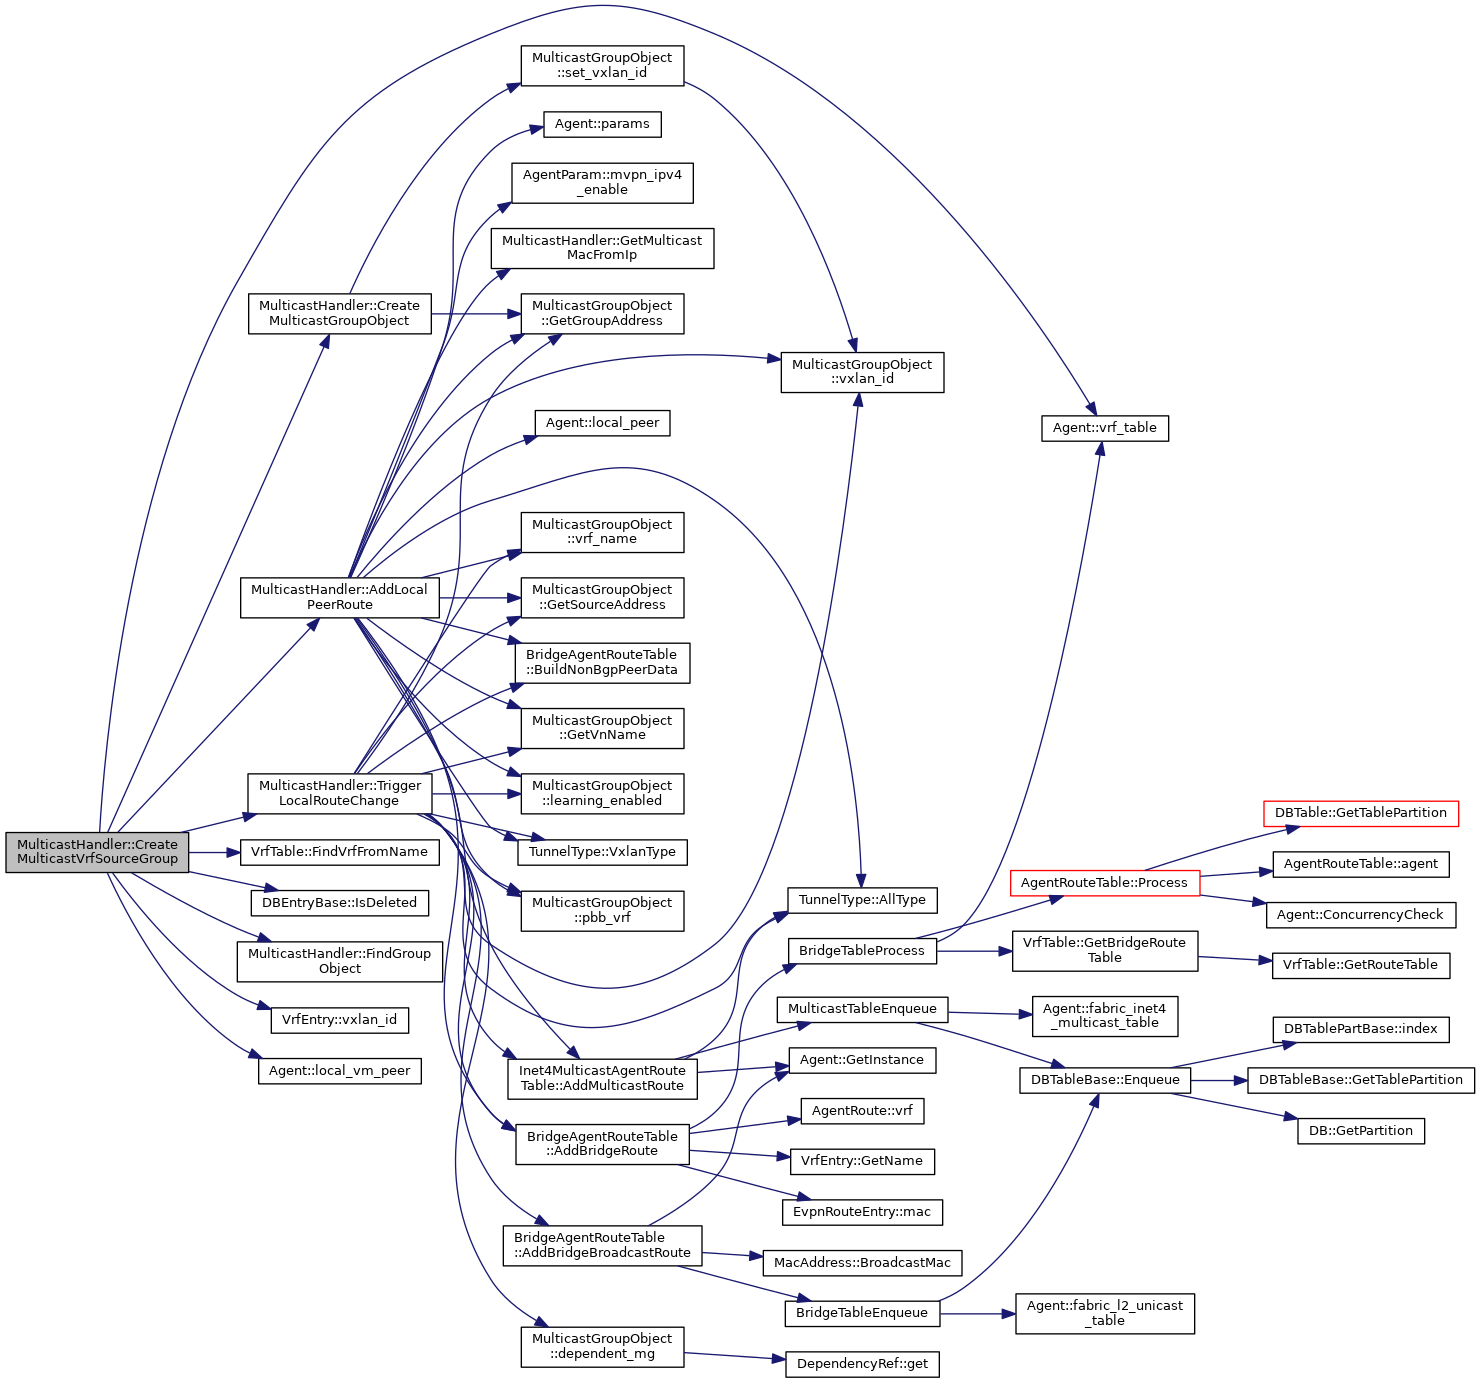 MulticastGroupObject
::set_vxlan_id
Agent::params
AgentParam::mvpn_ipv4
_enable
MulticastHandler::GetMulticast
MacFromIp
MulticastHandler::Create
MulticastGroupObject
MulticastGroupObject
::GetGroupAddress
MulticastGroupObject
::vxlan_id
Agent::local_peer
Agent::vrf_table
MulticastGroupObject
::vrf_name
MulticastHandler::AddLocal
PeerRoute
MulticastGroupObject
::GetSourceAddress
BridgeAgentRouteTable
::BuildNonBgpPeerData
MulticastGroupObject
::GetVnName
MulticastHandler::Trigger
LocalRouteChange
MulticastGroupObject
::learning_enabled
DBTable::GetTablePartition
MulticastHandler::Create
MulticastVrfSourceGroup
VrfTable::FindVrfFromName
TunnelType::VxlanType
AgentRouteTable::agent
AgentRouteTable::Process
DBEntryBase::IsDeleted
MulticastGroupObject
::pbb_vrf
TunnelType::AllType
Agent::ConcurrencyCheck
MulticastHandler::FindGroup
Object
BridgeTableProcess
VrfTable::GetBridgeRoute
Table
VrfTable::GetRouteTable
VrfEntry::vxlan_id
MulticastTableEnqueue
Agent::fabric_inet4
_multicast_table
DBTablePartBase::index
Agent::local_vm_peer
Inet4MulticastAgentRoute
Table::AddMulticastRoute
Agent::GetInstance
DBTableBase::Enqueue
DBTableBase::GetTablePartition
AgentRoute::vrf
DB::GetPartition
BridgeAgentRouteTable
::AddBridgeRoute
VrfEntry::GetName
EvpnRouteEntry::mac
BridgeAgentRouteTable
::AddBridgeBroadcastRoute
MacAddress::BroadcastMac
BridgeTableEnqueue
Agent::fabric_l2_unicast
_table
MulticastGroupObject
::dependent_mg
DependencyRef::get